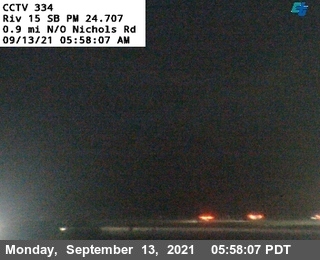 CCTV 334
Riv 15 SB PM 24.707
0.9 mi N/O Nichols Rd
09/13/21 05:58:07 AM
Monday, September 13, 2021 05:58:07 PDT